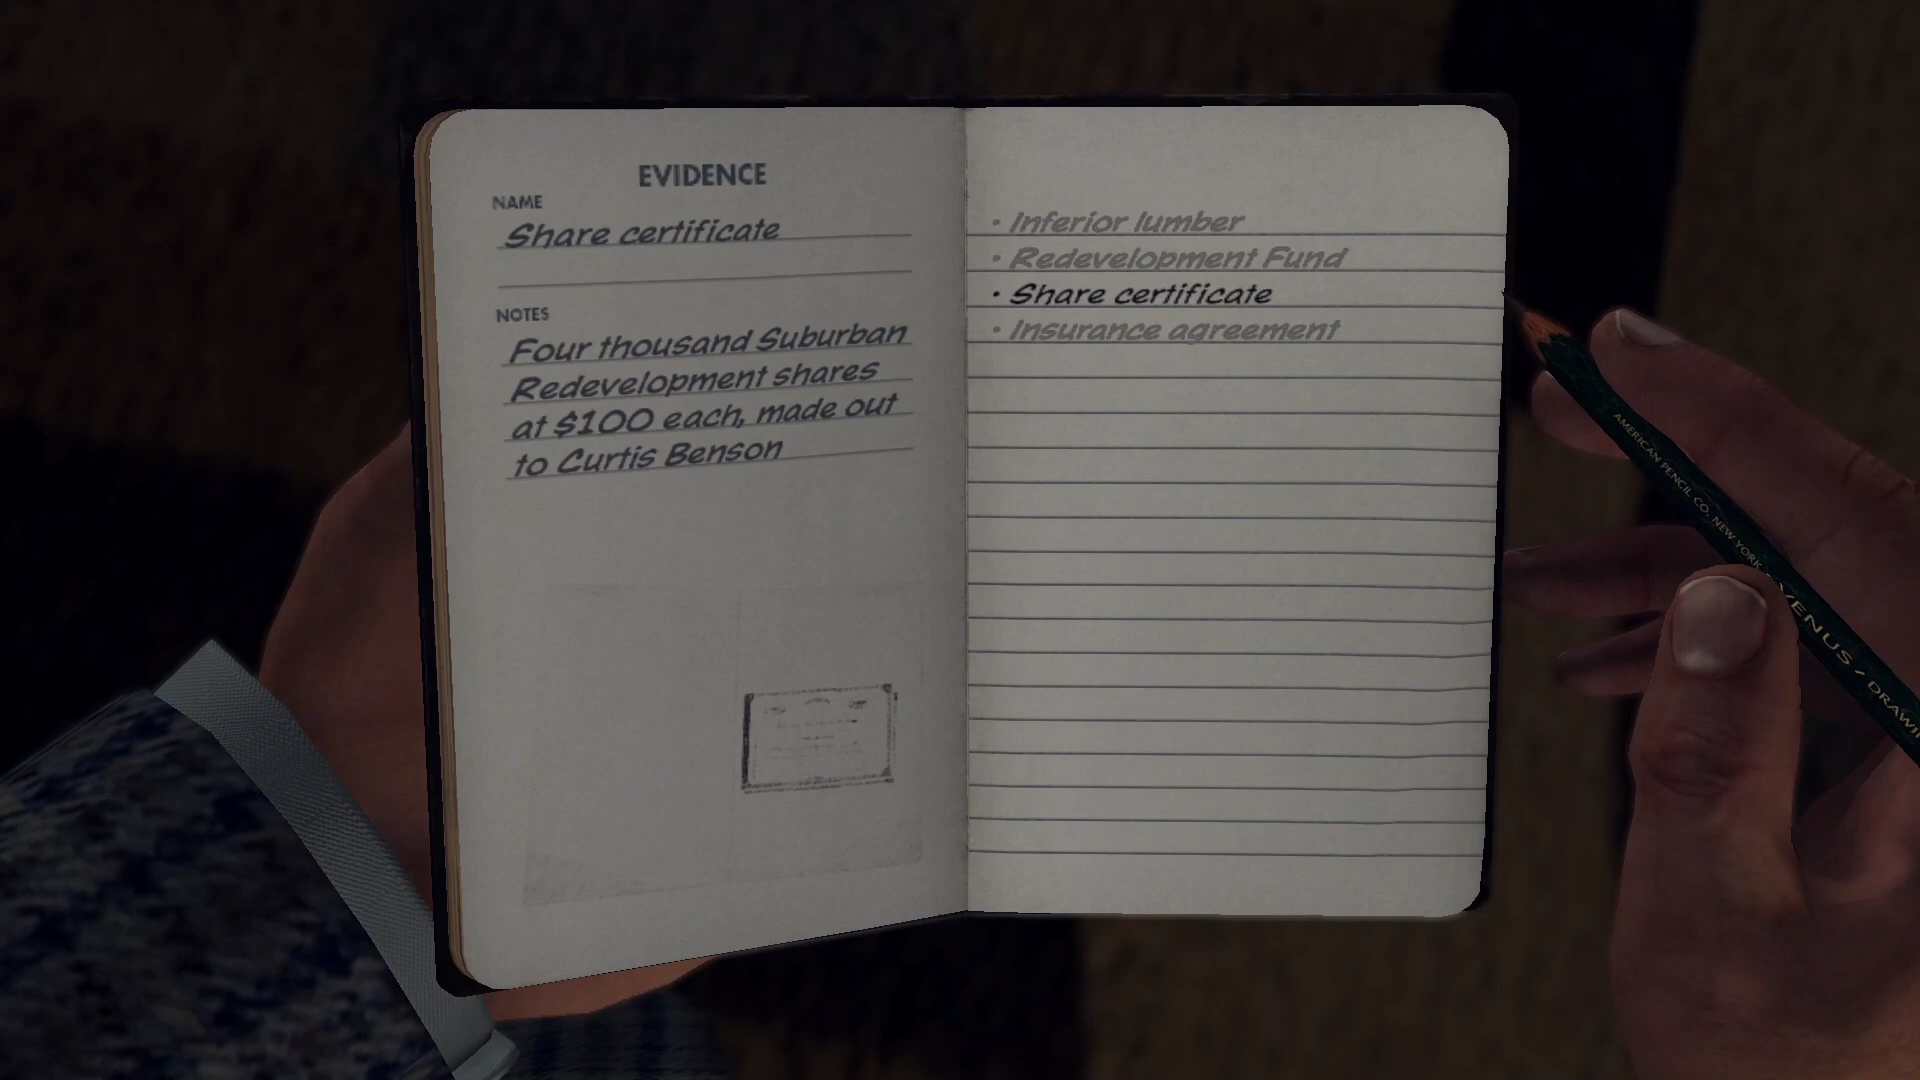 EVIDENCE
NAME
Share certificate
NOTES
Four thousand Suburban
Redevelopment shares
at $100 each, made out
to Curtis Benson
• Inferior lumber
• Redevelopment Fund
• Share certificate
• Insurance agreement
AMERICAN PENCIL CO. NEW YORK
VENUS / DRAWI